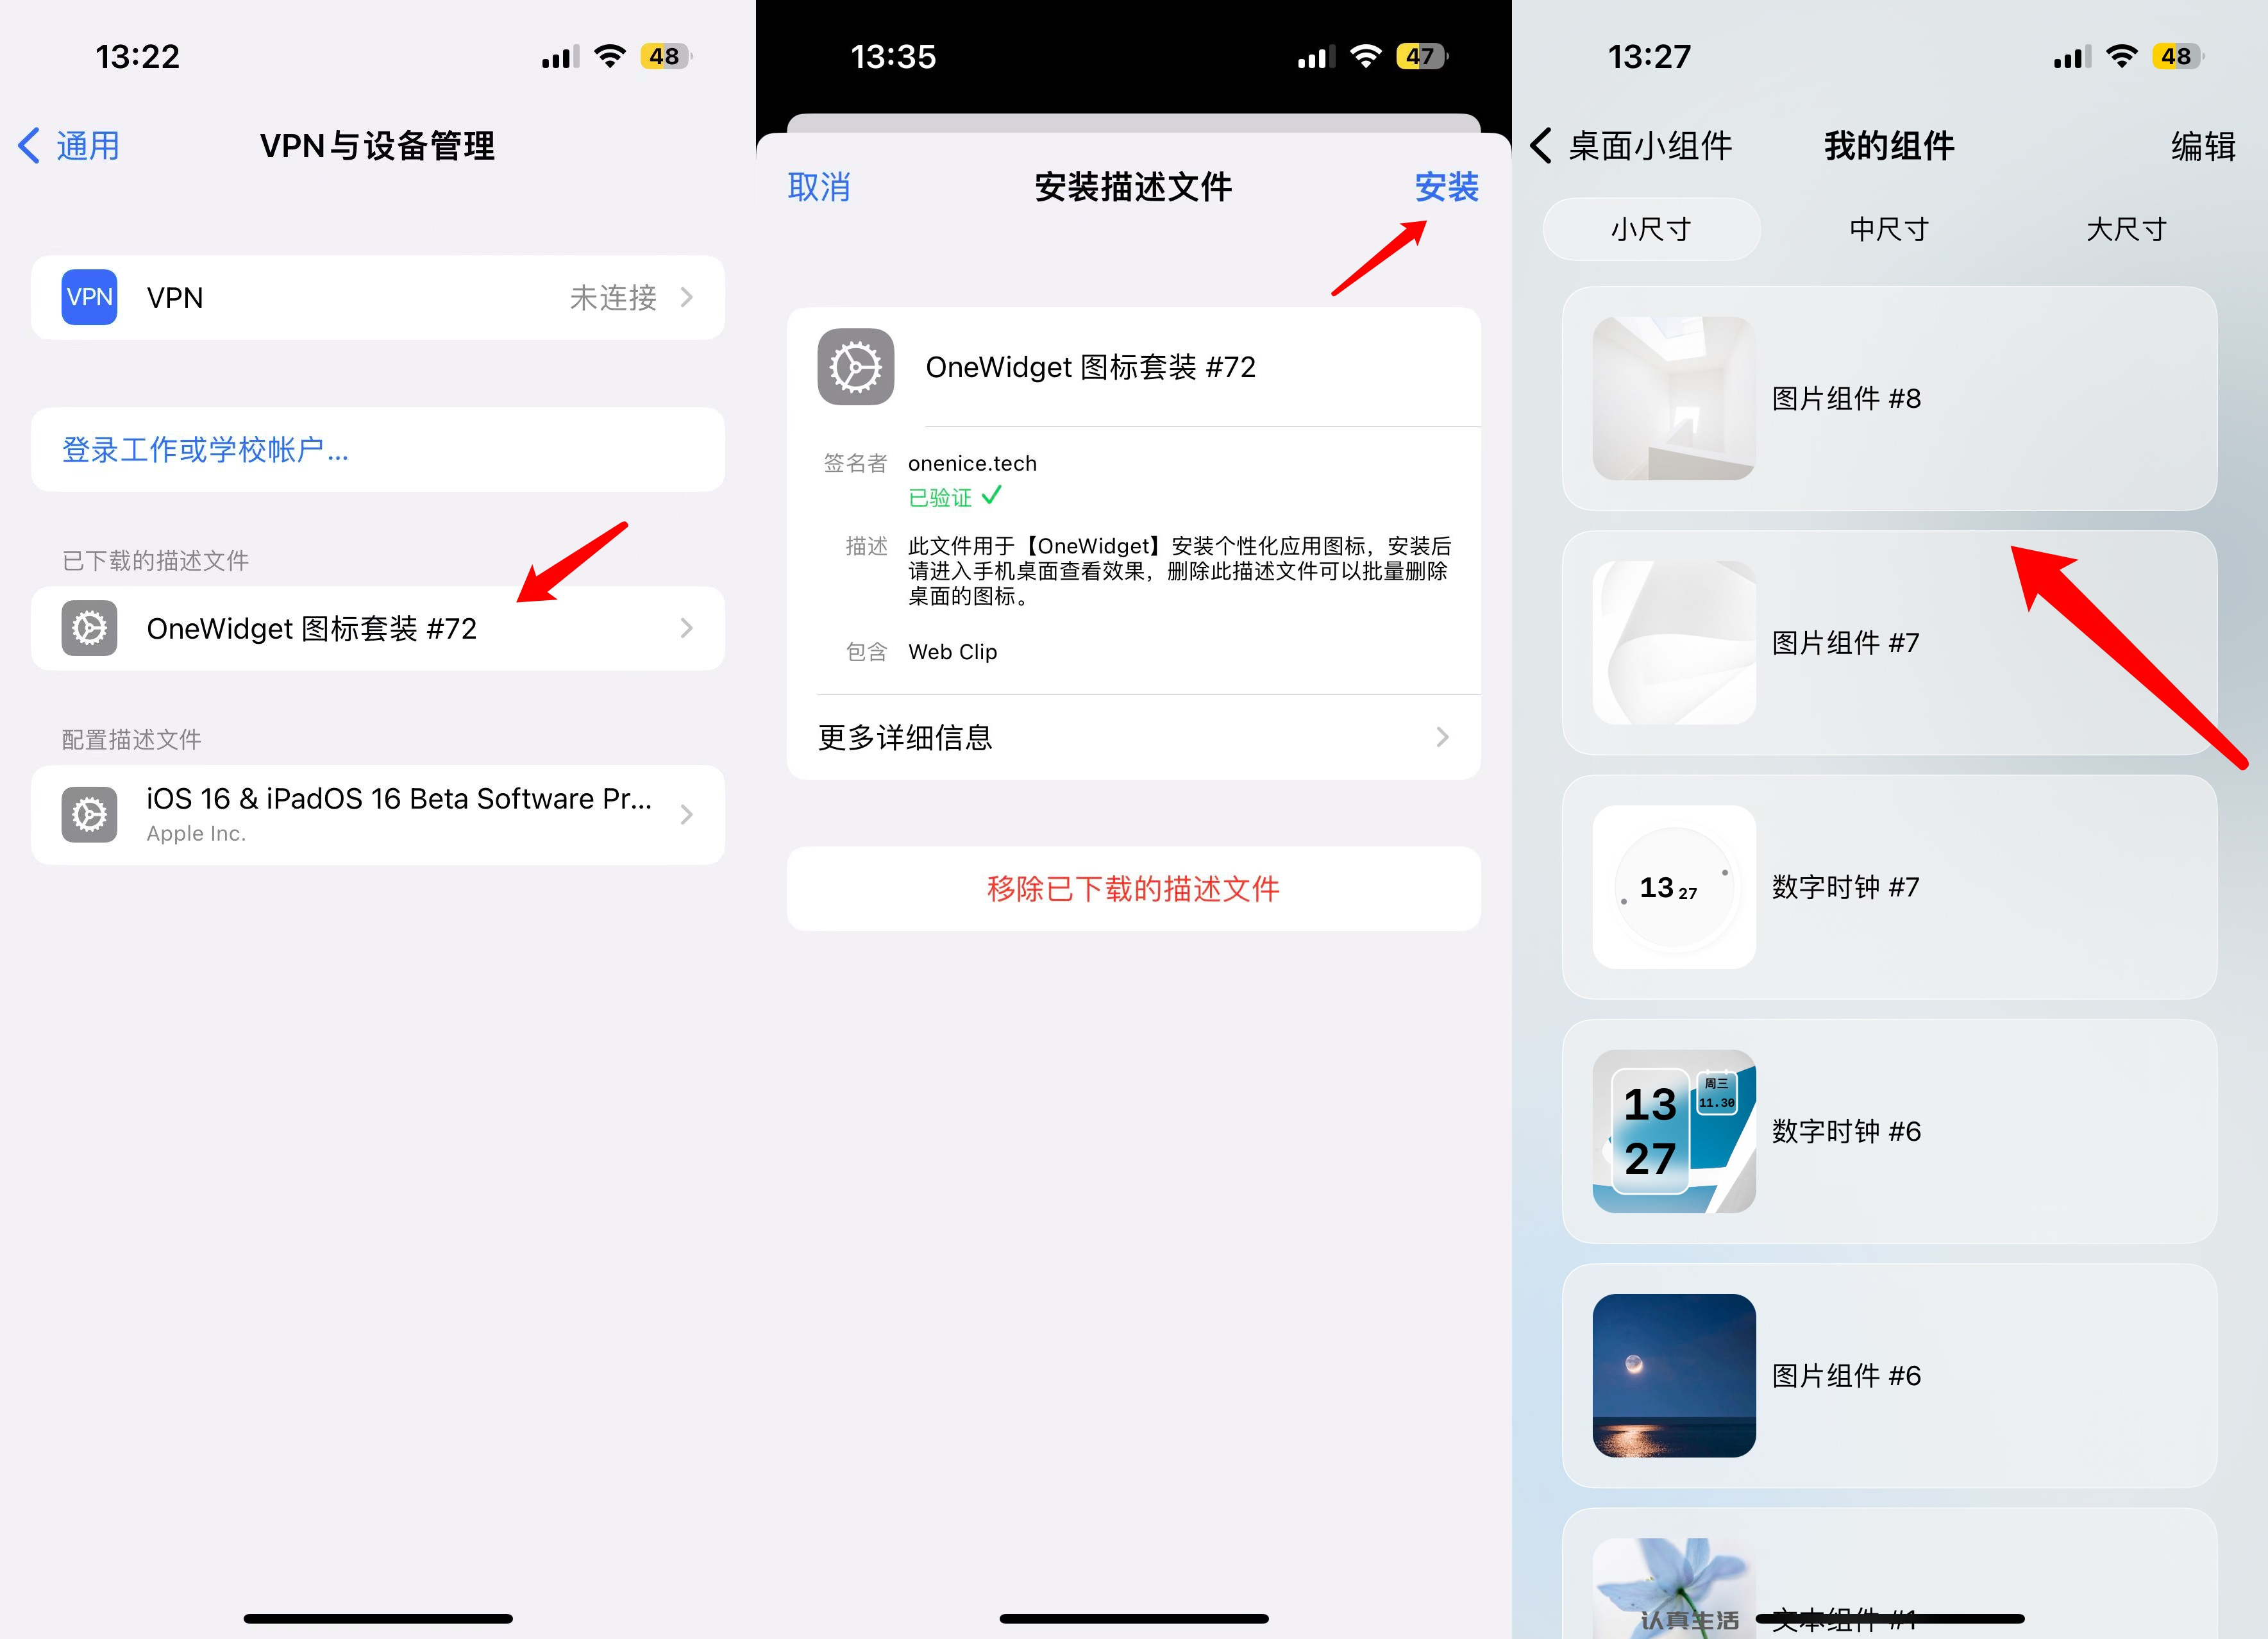 13:22
48
通用
VPN与设备管理
VPN
VPN
未连接
登录工作或学校帐户...
已下载的描述文件
OneWidget 图标套装 #72
配置描述文件
iOS 16 & iPadOS 16 Beta Software Pr...
Apple Inc.
13:35
47
取消
安装描述文件
安装
OneWidget 图标套装 #72
签名者
onenice.tech
已验证
描述
此文件用于【OneWidget】安装个性化应用图标，安装后
请进入手机桌面查看效果，删除此描述文件可以批量删除
桌面的图标。
包含
Web Clip
更多详细信息
移除已下载的描述文件
13:27
48
桌面小组件
我的组件
编辑
小尺寸
中尺寸
大尺寸
图片组件 #8
图片组件 #7
13 27
数字时钟 #7
13
27
周三
11.30
数字时钟 #6
图片组件 #6
认真生活
文本组件 #1